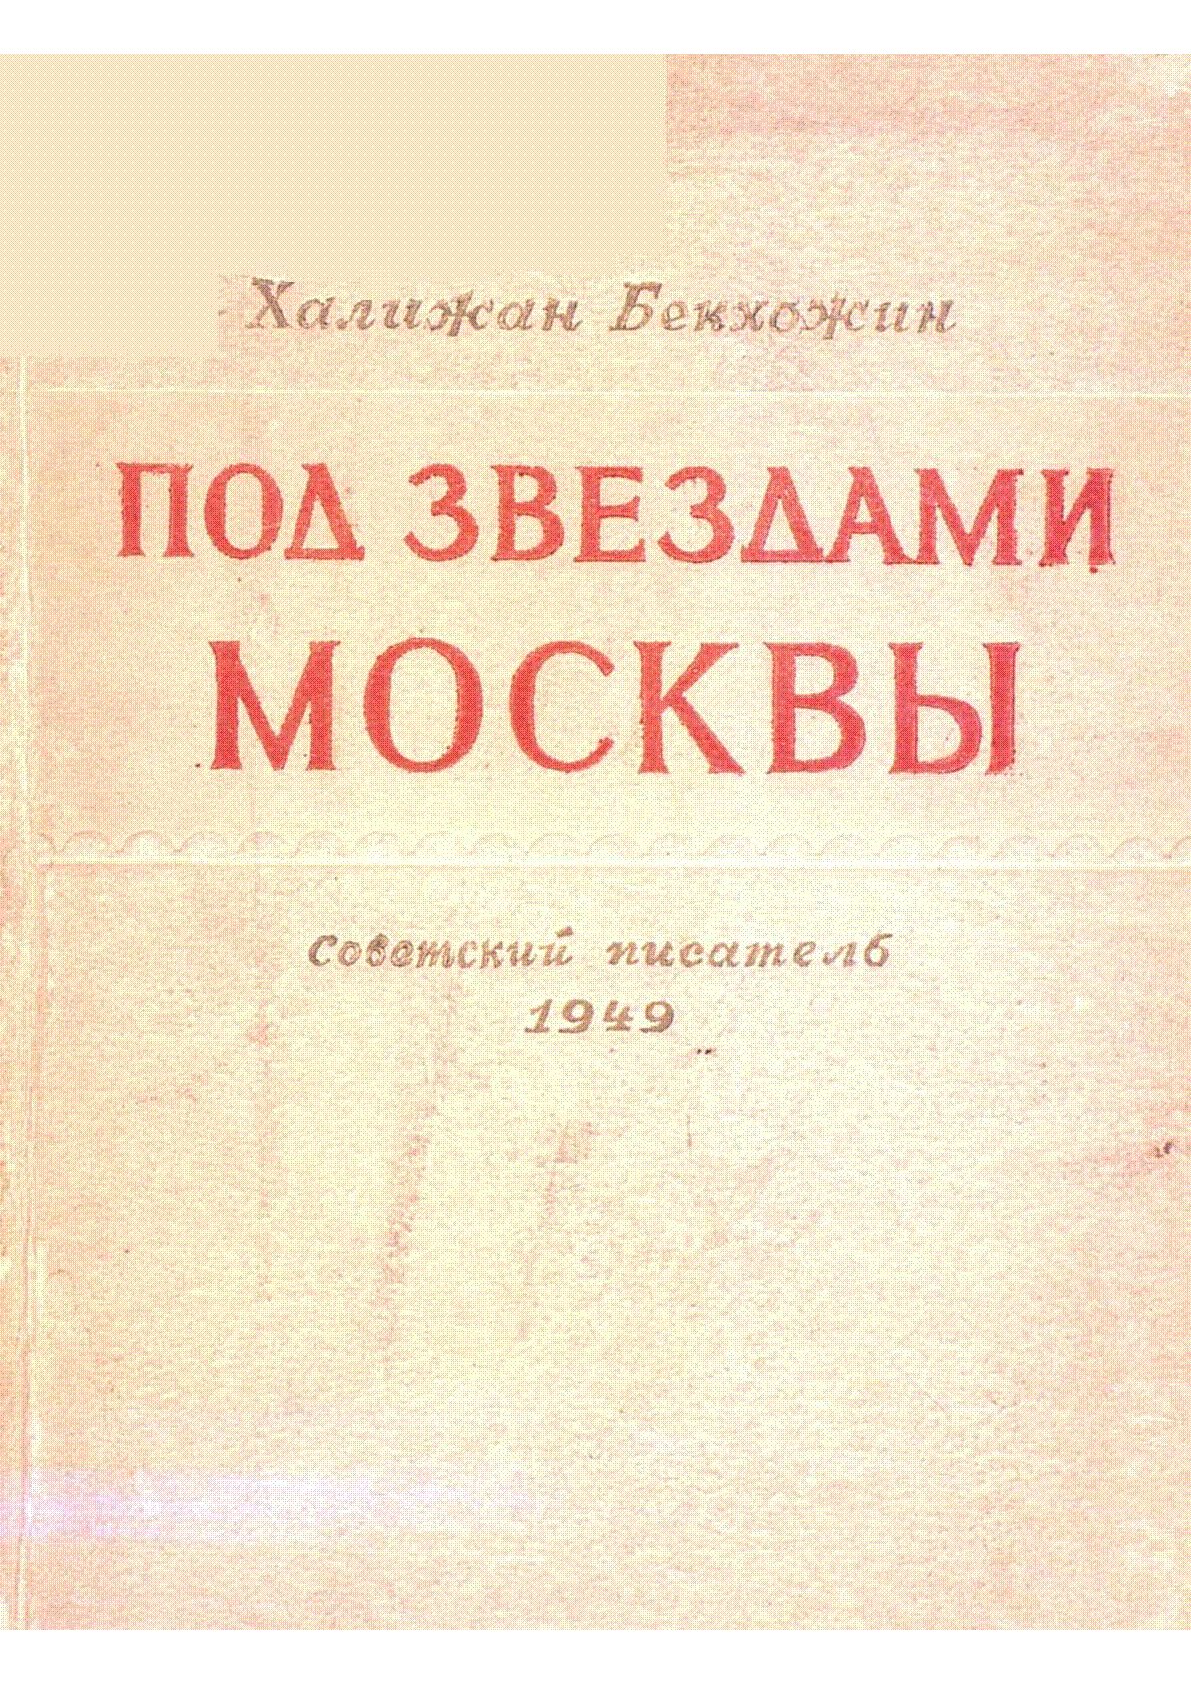 Халижан Бекхожин
ПОД ЗВЕЗДАМИ
МОСКВЫ
Советский писатель
1949